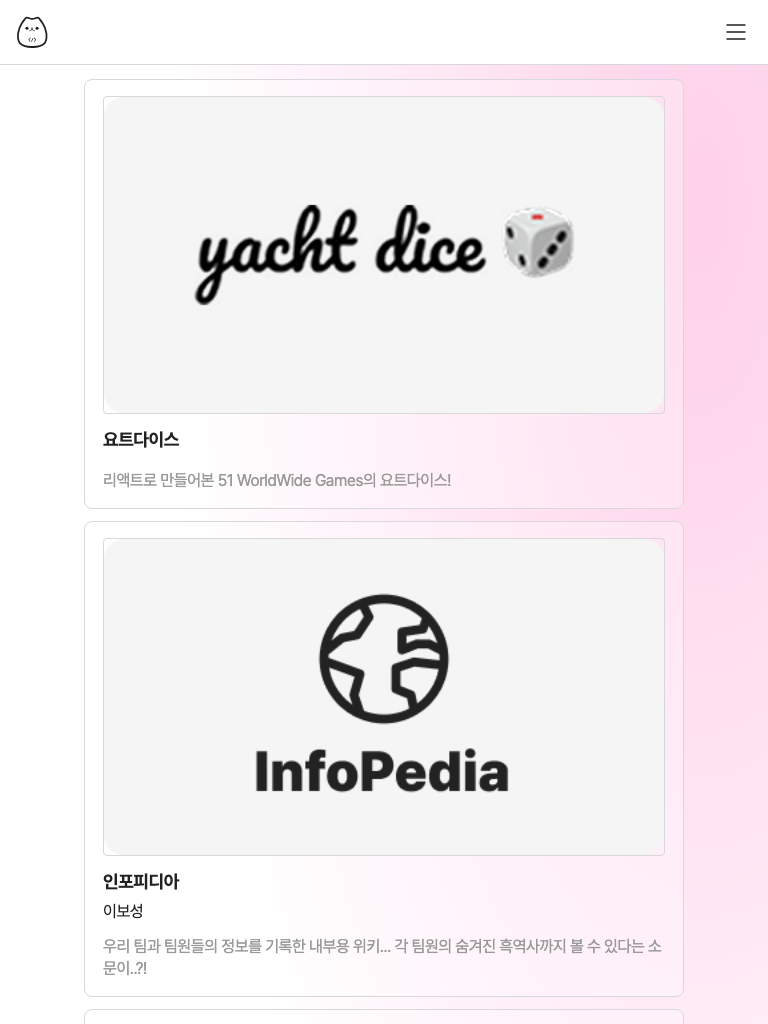 yacht dice
요트다이스
리액트로 만들어본 51 WorldWide Games의 요트다이스!
InfoPedia
인포피디아
이보성
우리 팀과 팀원들의 정보를 기록한 내부용 위키... 각 팀원의 숨겨진 흑역사까지 볼 수 있다는 소
문이..?!